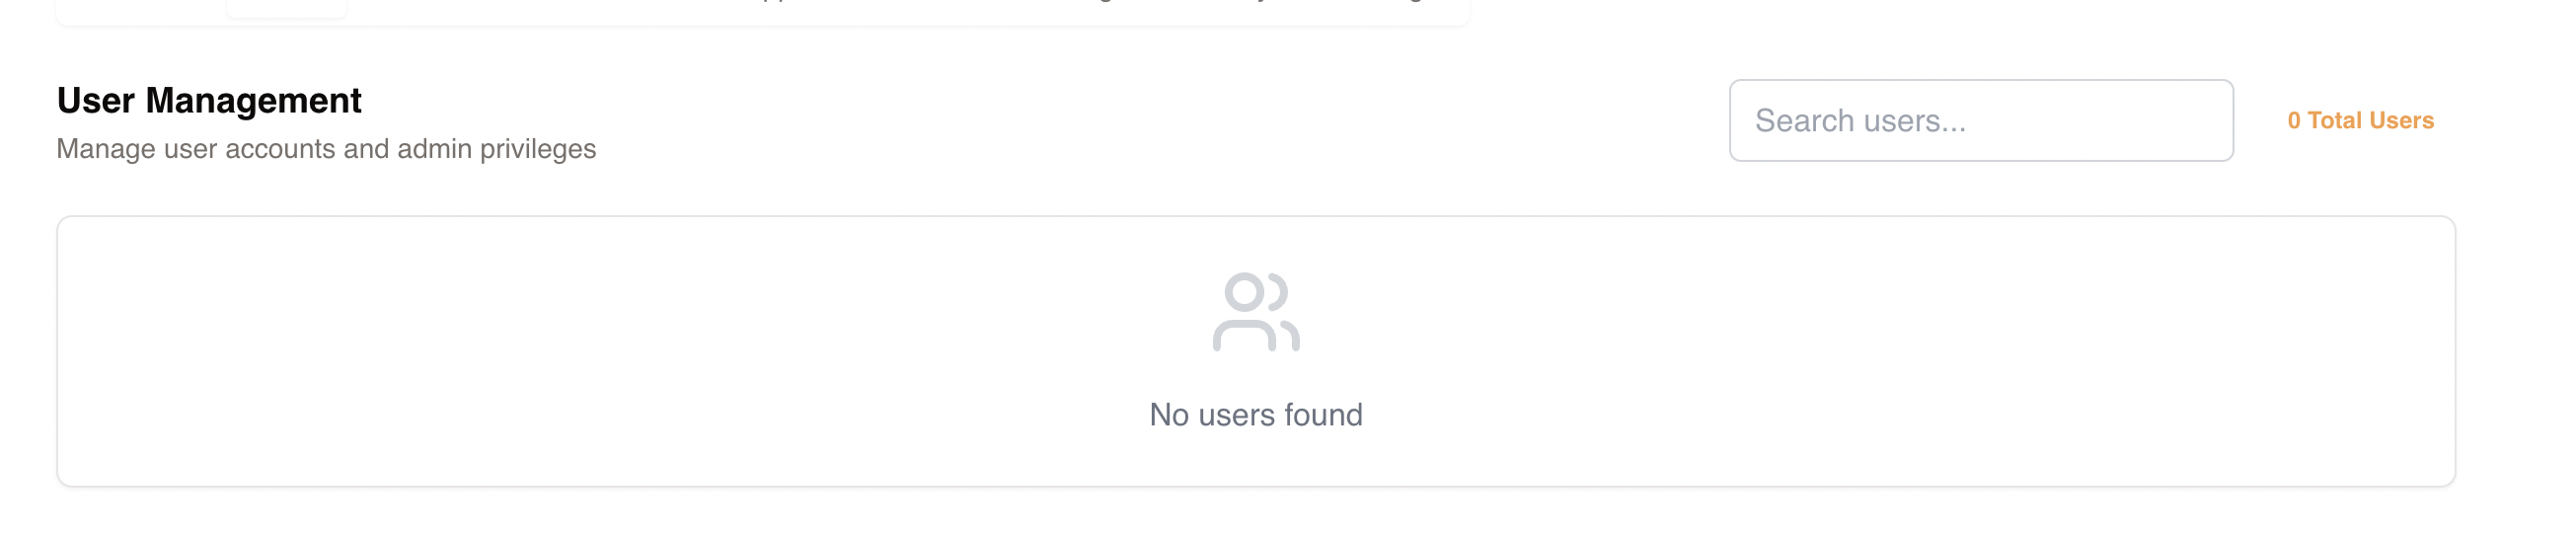 User Management
Manage user accounts and admin privileges
Search users...
0 Total Users
No users found